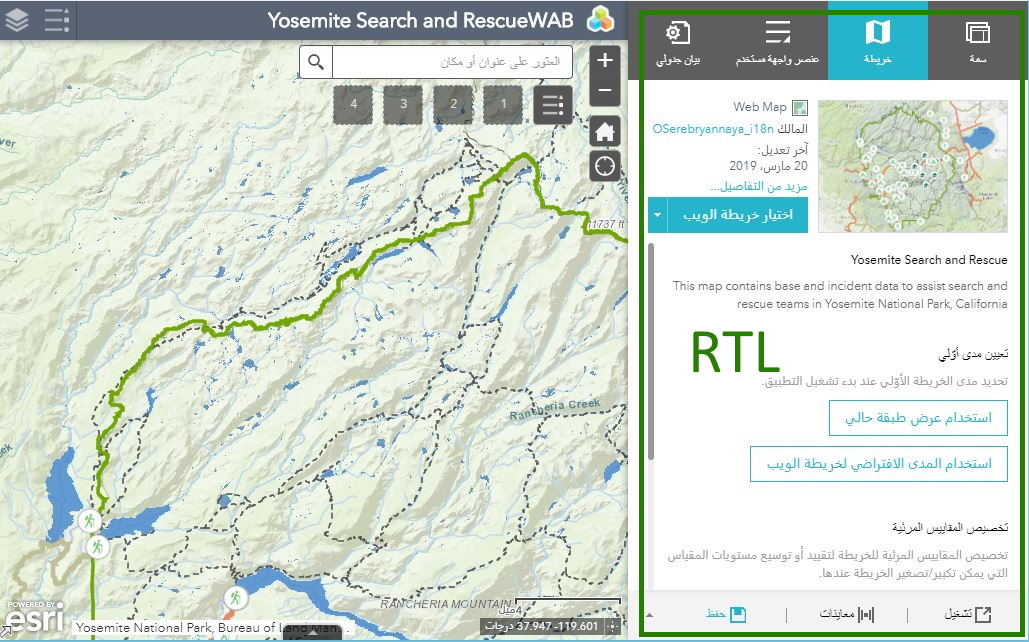 Yosemite Search and RescueWAB
العثور على عنوان أو مكان
1
2
3
4
11737 ft
Rancheria Creek
RANCHERIA MOUNTAIN
4ميل
POWERED BY
esri
Yosemite National Park, Bureau of Land Man...
37.947 -119.601 درجات
سمة
خريطة
عنصر واجهة مستخدم
بيان جدولي
Web Map
المالك OSerebryannaya_i18n
آخر تعديل:
20 مارس، 2019
مزيد من التفاصيل...
اختيار خريطة الويب
Yosemite Search and Rescue
This map contains base and incident data to assist search and
rescue teams in Yosemite National Park, California
RTL
تعيين مدى أوّلي
تحديد مدى الخريطة الأوّلي عند بدء تشغيل التطبيق.
استخدام عرض طبقة حالي
استخدام المدى الافتراضي لخريطة الويب
تخصيص المقاييس المرئية
تخصيص المقاييس المرئية للخريطة لتقييد أو توسيع مستويات المقياس
التي يمكن تكبير/تصغير الخريطة عندها.
تشغيل
معاينات
حفظ